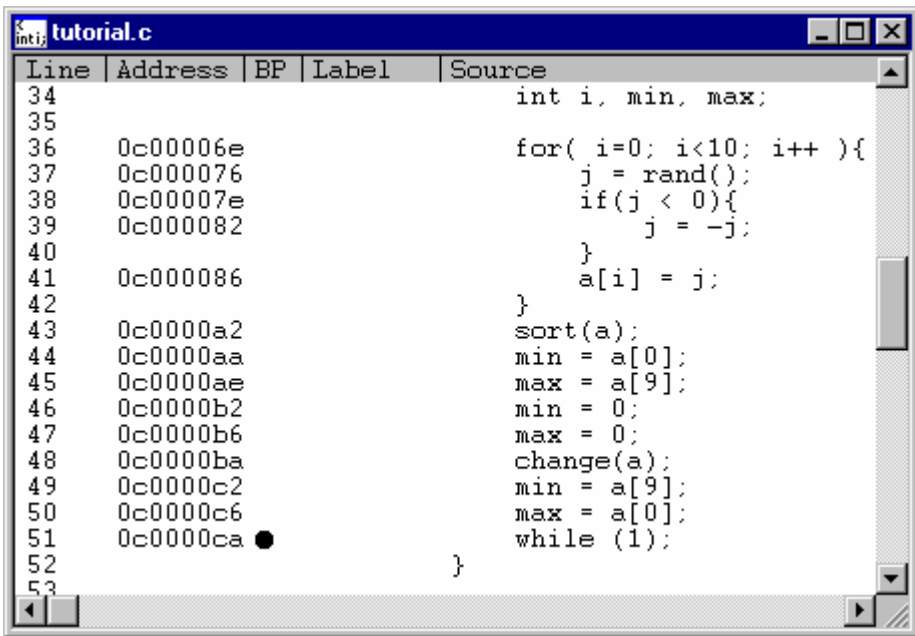 tutorial.c
Line Address BP Label Source
34 int i, min, max;
35
36 0c00006e for( i=0; i<10; i++ ){
37 0c000076 j = rand();
38 0c00007e if(j < 0){
39 0c000082 j = -j;
40 }
41 0c000086 a[i] = j;
42 }
43 0c0000a2 sort(a);
44 0c0000aa min = a[0];
45 0c0000ae max = a[9];
46 0c0000b2 min = 0;
47 0c0000b6 max = 0;
48 0c0000ba change(a);
49 0c0000c2 min = a[9];
50 0c0000c6 max = a[0];
51 0c0000ca ● while (1);
52 }
53